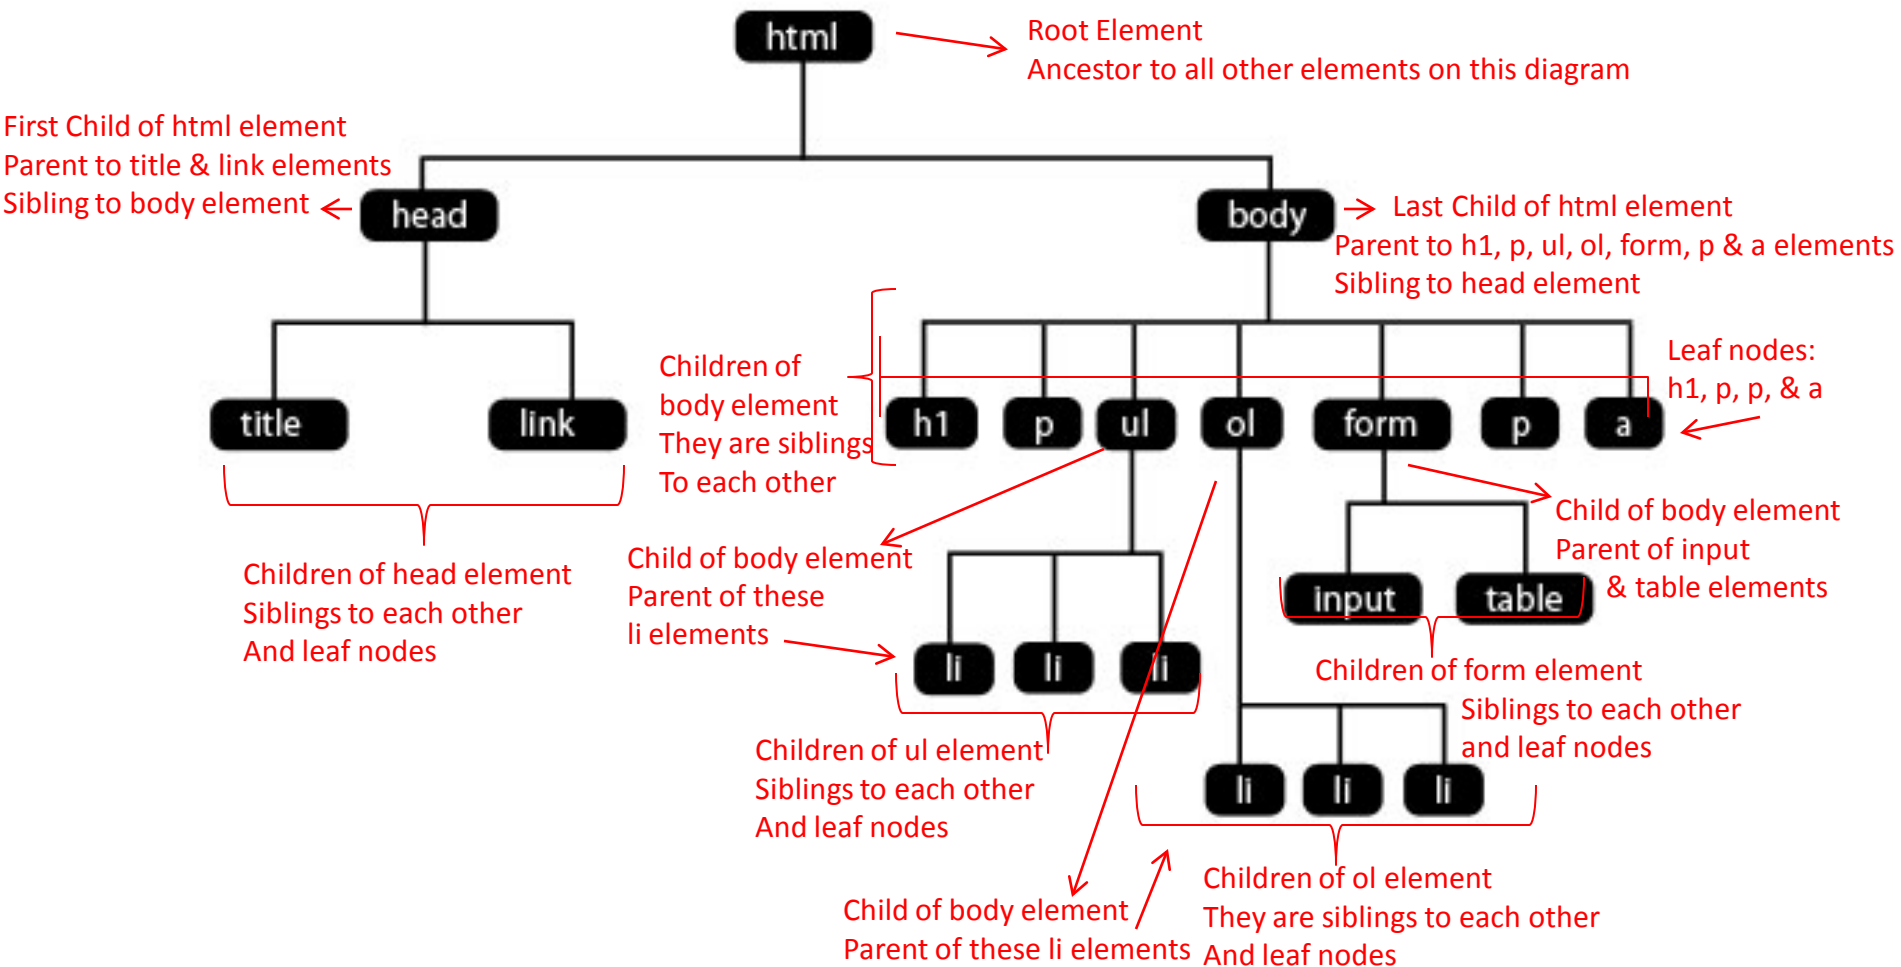 html
Root Element
Ancestor to all other elements on this diagram
First Child of html element
Parent to title & link elements
Sibling to body element
head
body
Last Child of html element
Parent to h1, p, ul, ol, form, p & a elements
Sibling to head element
title
link
Children of
body element
They are siblings
To each other
h1
p
ul
ol
form
p
a
Leaf nodes:
h1, p, p, & a
Children of head element
Siblings to each other
And leaf nodes
Child of body element
Parent of these
li elements
Child of body element
Parent of input
& table elements
input
table
li
li
li
Children of form element
Siblings to each other
and leaf nodes
Children of ul element
Siblings to each other
And leaf nodes
li
li
li
Child of body element
Parent of these li elements
Children of ol element
They are siblings to each other
And leaf nodes